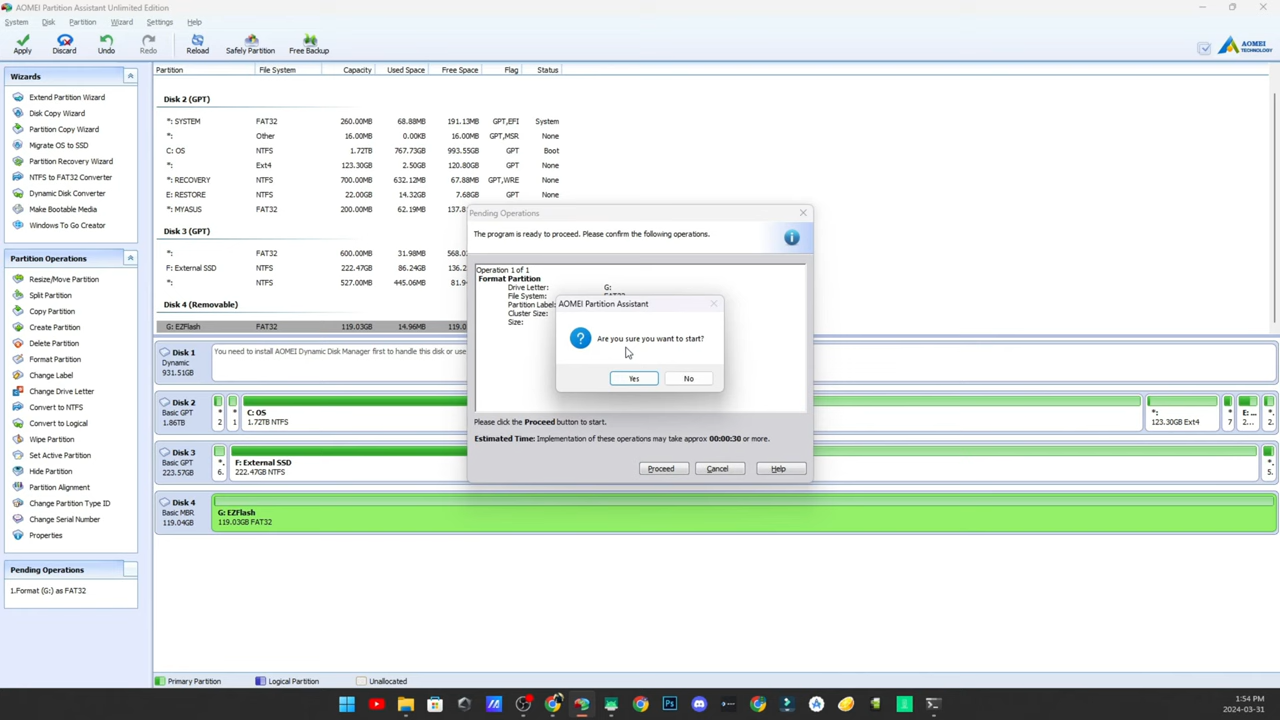 AOMEI Partition Assistant Unlimited Edition
System Disk Partition Wizard Settings Help
Apply Discard Undo Redo Reload Safely Partition Free Backup
AOMEI
TECHNOLOGY
Wizards
Extend Partition Wizard
Disk Copy Wizard
Partition Copy Wizard
Migrate OS to SSD
Partition Recovery Wizard
NTFS to FAT32 Converter
Dynamic Disk Converter
Make Bootable Media
Windows To Go Creator
Partition Operations
Resize/Move Partition
Split Partition
Copy Partition
Create Partition
Delete Partition
Format Partition
Change Label
Change Drive Letter
Convert to NTFS
Convert to Logical
Wipe Partition
Set Active Partition
Hide Partition
Partition Alignment
Change Partition Type ID
Change Serial Number
Properties
Pending Operations
1.Format (G:) as FAT32
Partition File System Capacity Used Space Free Space Flag Status
Disk 2 (GPT)
*: SYSTEM FAT32 260.00MB 68.88MB 191.13MB GPT,EFI System
*: Other 16.00MB 0.00KB 16.00MB GPT,MSR None
C: OS NTFS 1.72TB 767.73GB 993.55GB GPT Boot
*: Ext4 123.30GB 2.50GB 120.80GB GPT None
*: RECOVERY NTFS 700.00MB 632.12MB 67.88MB GPT,WRE None
E: RESTORE NTFS 22.00GB 14.32GB 7.68GB GPT None
*: MYASUS FAT32 200.00MB 62.19MB 137.8
Disk 3 (GPT)
*: FAT32 600.00MB 31.98MB 568.0
F: External SSD NTFS 222.47GB 86.24GB 136.2
*: NTFS 527.00MB 445.06MB 81.9
Disk 4 (Removable)
G: EZFlash FAT32 119.03GB 14.96MB 119.0
Pending Operations
The program is ready to proceed. Please confirm the following operations.
Operation 1 of 1
Format Partition
Drive Letter: G:
File System: FAT32
Partition Label:
Cluster Size:
Size:
AOMEI Partition Assistant
Are you sure you want to start?
Yes No
Please click the Proceed button to start.
Estimated Time: Implementation of these operations may take approx 00:00:30 or more.
Proceed Cancel Help
Disk 1
Dynamic
931.51GB
You need to install AOMEI Dynamic Disk Manager first to handle this disk or use
Disk 2
Basic GPT
1.86TB
*
2
*
1
C: OS
1.72TB NTFS
*:
123.30GB Ext4
*
7
E: ...
2...
*
2.
Disk 3
Basic GPT
223.57GB
*.
6.
F: External SSD
222.47GB NTFS
*.
5.
Disk 4
Basic MBR
119.04GB
G: EZFlash
119.03GB FAT32
Primary Partition Logical Partition Unallocated
Ps
1:54 PM
2024-03-31